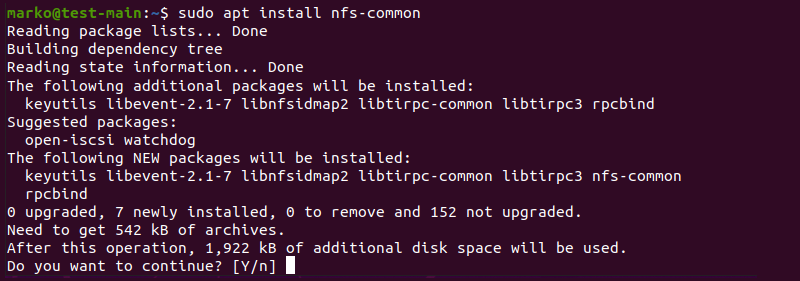 marko@test-main:~$ sudo apt install nfs-common
Reading package lists... Done
Building dependency tree
Reading state information... Done
The following additional packages will be installed:
  keyutils libevent-2.1-7 libnfsidmap2 libtirpc-common libtirpc3 rpcbind
Suggested packages:
  open-iscsi watchdog
The following NEW packages will be installed:
  keyutils libevent-2.1-7 libnfsidmap2 libtirpc-common libtirpc3 nfs-common
  rpcbind
0 upgraded, 7 newly installed, 0 to remove and 152 not upgraded.
Need to get 542 kB of archives.
After this operation, 1,922 kB of additional disk space will be used.
Do you want to continue? [Y/n]